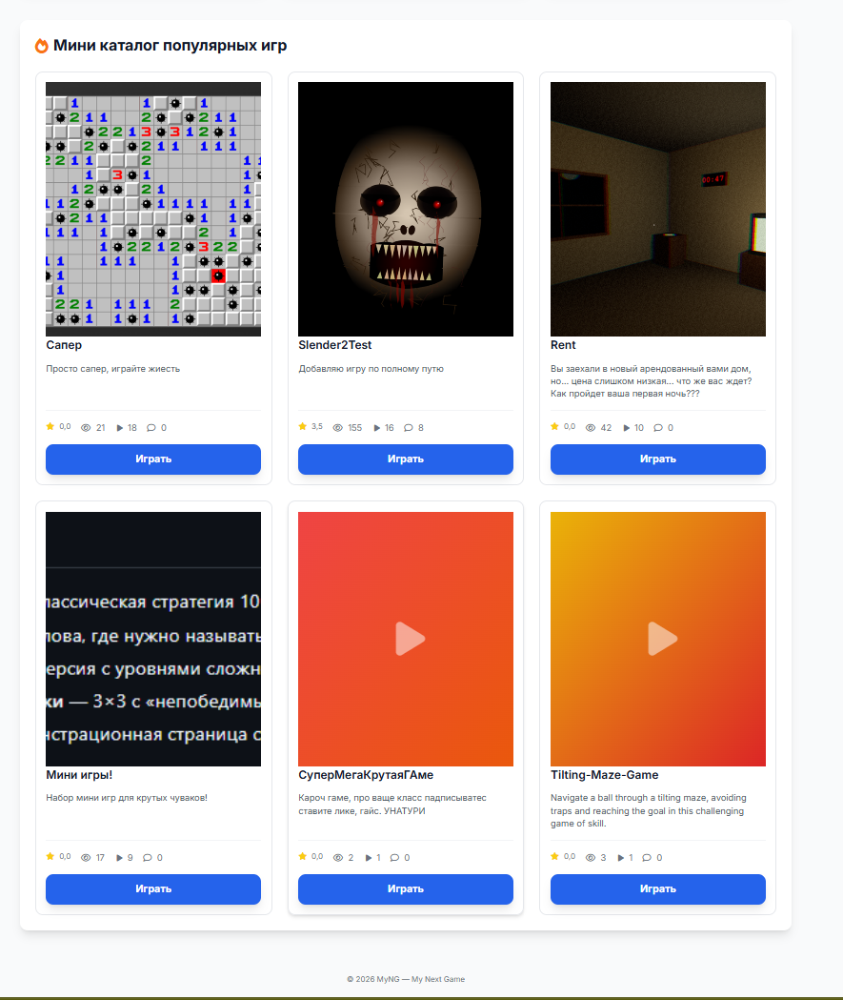 Мини каталог популярных игр
Сапер
Просто сапер, играйте жиесть
0,0 21 18 0
Играть
Slender2Test
Добавляю игру по полному путю
3,5 155 16 8
Играть
00:47
Rent
Вы заехали в новый арендованный вами дом,
но... цена слишком низкая... что же вас ждет?
Как пройдет ваша первая ночь???
0,0 42 10 0
Играть
лассическая стратегия 10
лова, где нужно называть
ерсия с уровнями сложн
ки — 3×3 с «непобедимы
нстрационная страница с
Мини игры!
Набор мини игр для крутых чуваков!
0,0 17 9 0
Играть
СуперМегаКрутаяГАме
Кароч гаме, про ваще класс падписыватес
ставите лике, гайс. УНАТУРИ
0,0 2 1 0
Играть
Tilting-Maze-Game
Navigate a ball through a tilting maze, avoiding
traps and reaching the goal in this challenging
game of skill.
0,0 3 1 0
Играть
© 2026 MyNG — My Next Game